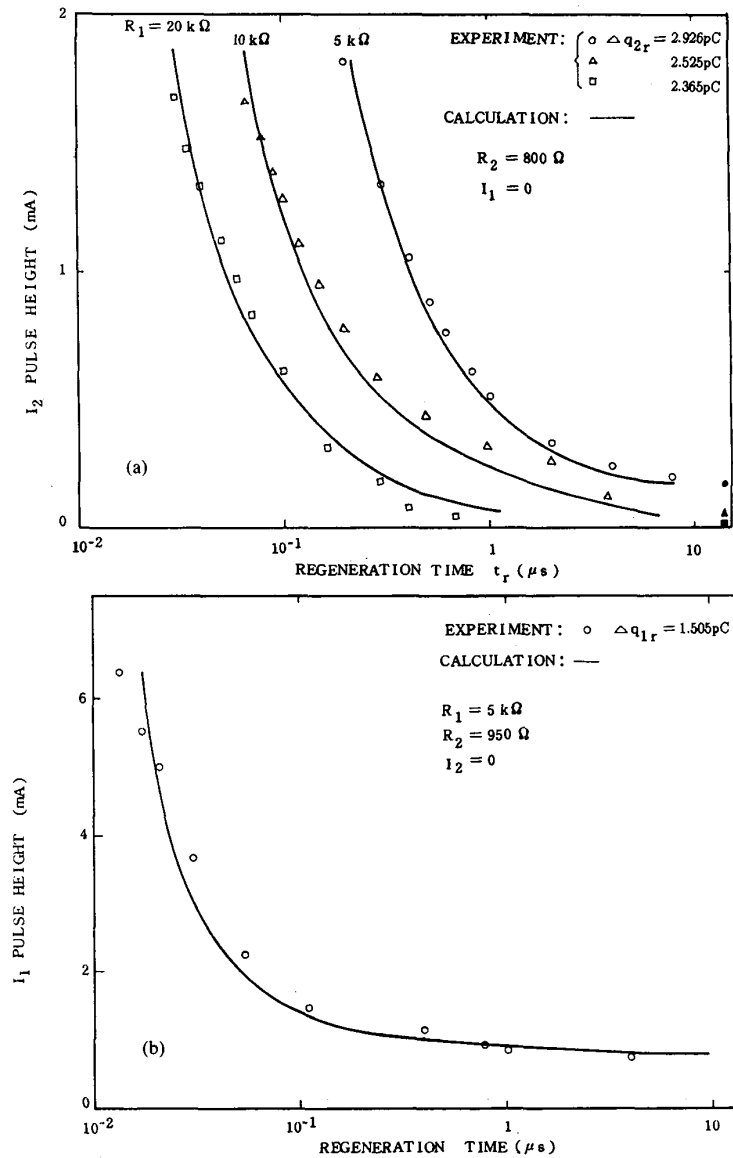 2
R₁ = 20 kΩ
10 kΩ
5 kΩ
EXPERIMENT: ○ △ q₂ᵣ = 2.926pC
△ 2.525pC
□ 2.365pC
CALCULATION: ——
R₂ = 800 Ω
I₁ = 0
1
I₂ PULSE HEIGHT (mA)
(a)
0
10⁻²
10⁻¹
1
10
REGENERATION TIME tᵣ (μs)
EXPERIMENT: ○ △ q₁ᵣ = 1.505pC
CALCULATION: —
6
R₁ = 5 kΩ
R₂ = 950 Ω
I₂ = 0
4
I₁ PULSE HEIGHT (mA)
2
(b)
0
10⁻²
10⁻¹
1
10
REGENERATION TIME (μs)